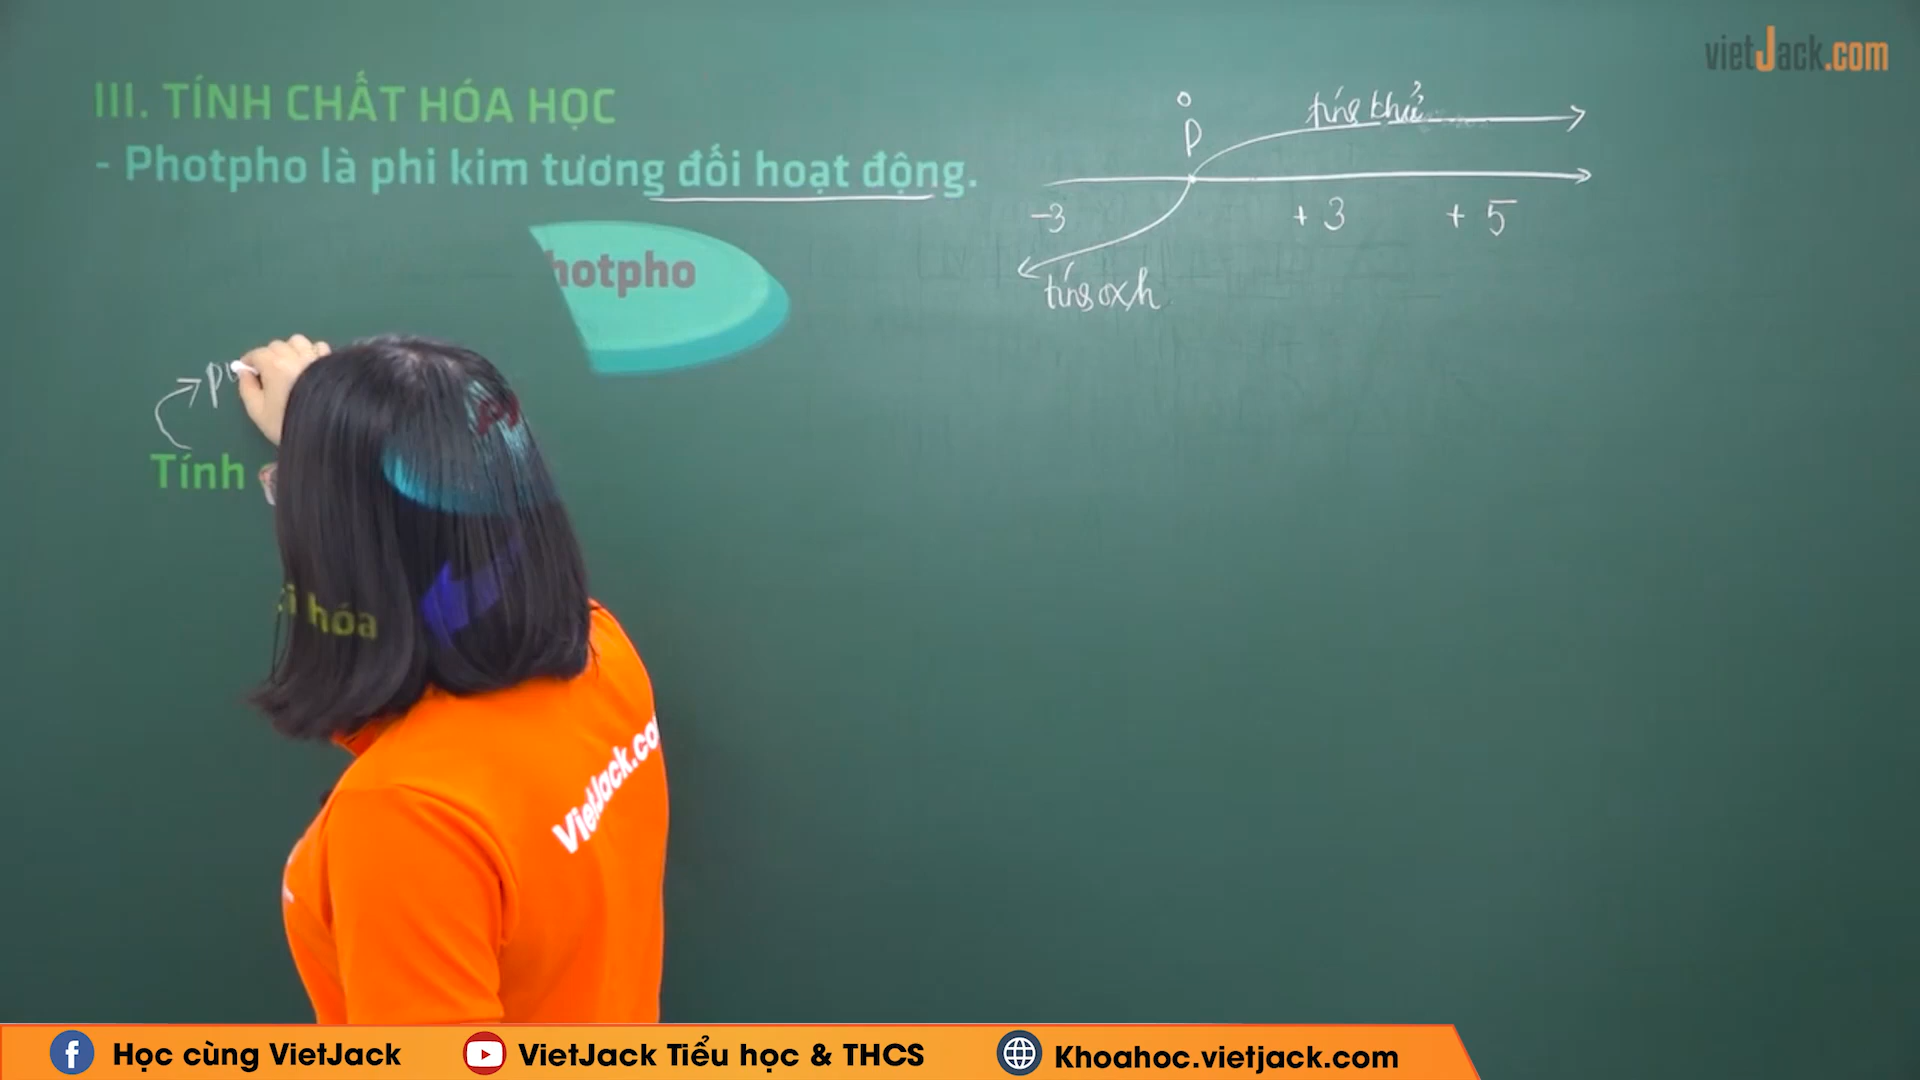 vietJack.com
III. TÍNH CHẤT HÓA HỌC
- Photpho là phi kim tương đối hoạt động.
0
P
tính khử
-3
+ 3
+ 5
tính oxh
hotpho
Tính
hóa
VietJack.co
Học cùng VietJack
VietJack Tiểu học & THCS
Khoahoc.vietjack.com